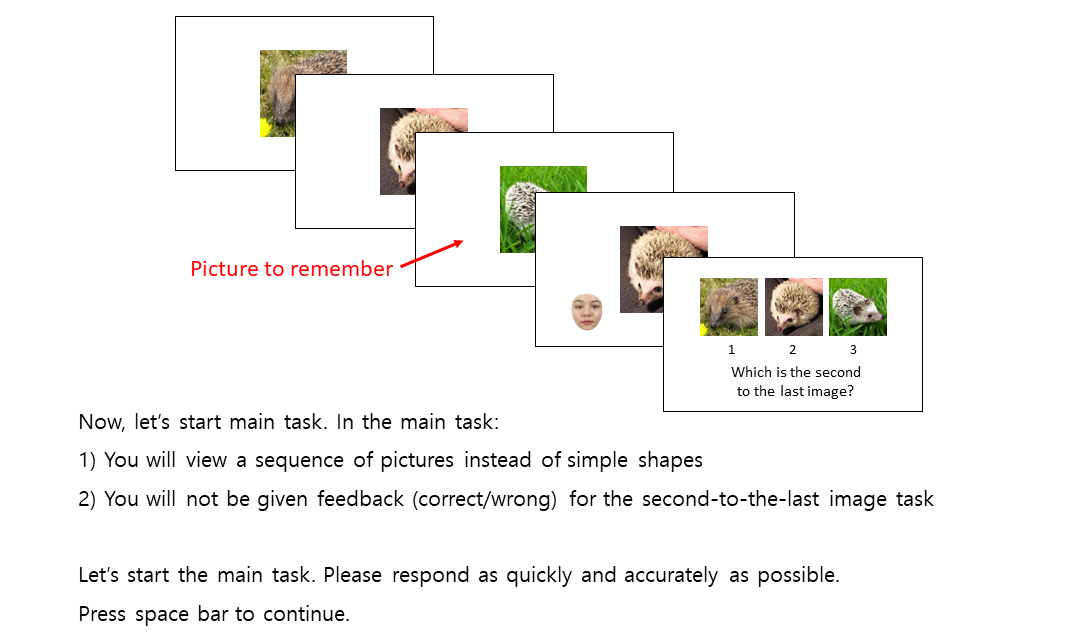 Picture to remember
1 2 3
Which is the second
to the last image?
Now, let’s start main task. In the main task:
1) You will view a sequence of pictures instead of simple shapes
2) You will not be given feedback (correct/wrong) for the second-to-the-last image task
Let’s start the main task. Please respond as quickly and accurately as possible.
Press space bar to continue.